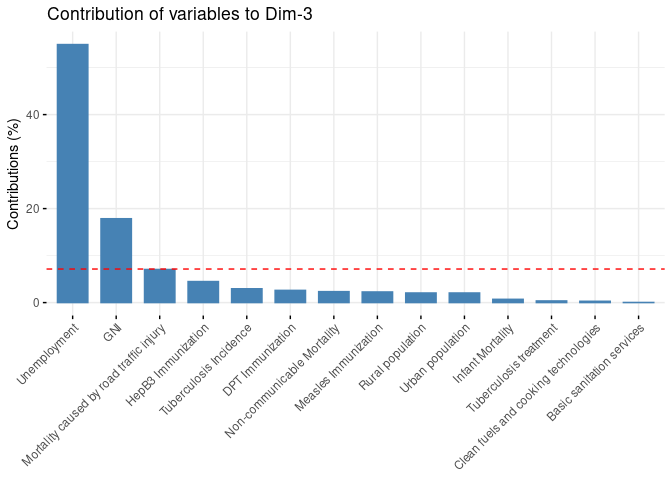 Contribution of variables to Dim-3
Contributions (%)
40
20
0
Unemployment
GNI
Mortality caused by road traffic injury
HepB3 Immunization
Tuberculosis Incidence
DPT Immunization
Non-communicable Mortality
Measles Immunization
Rural population
Urban population
Infant Mortality
Tuberculosis treatment
Clean fuels and cooking technologies
Basic sanitation services